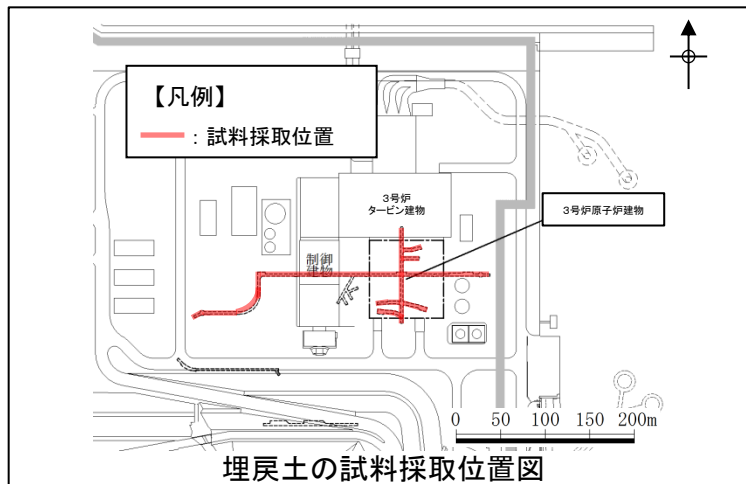 【凡例】
：試料採取位置
３号炉
タービン建物
３号炉原子炉建物
制御
建物
0 50 100 150 200m
埋戻土の試料採取位置図